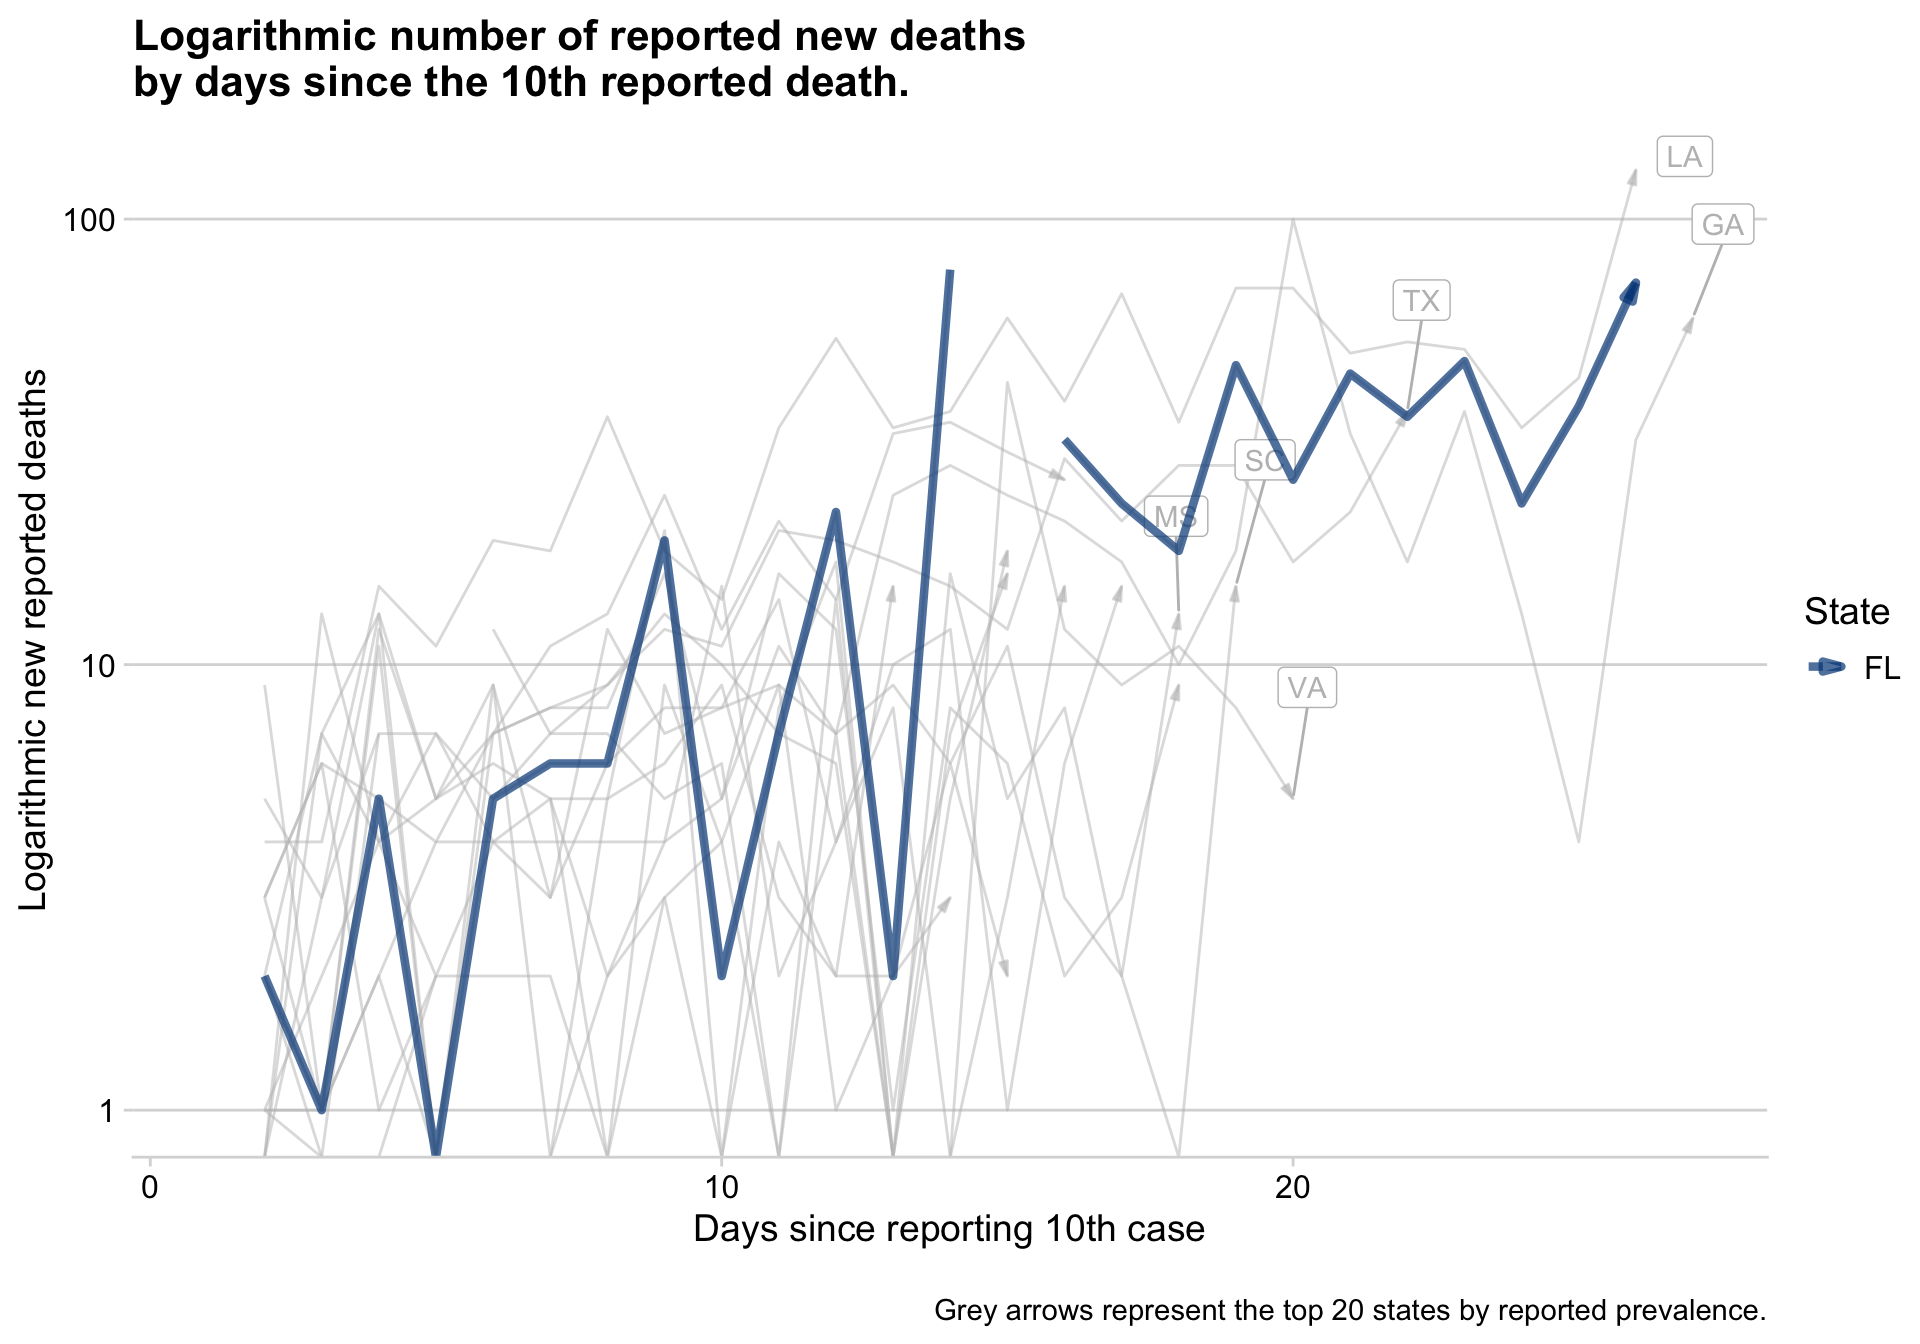 Logarithmic number of reported new deaths
by days since the 10th reported death.
Logarithmic new reported deaths
100
10
1
LA
GA
TX
SC
MS
VA
State
FL
0
10
20
Days since reporting 10th case
Grey arrows represent the top 20 states by reported prevalence.